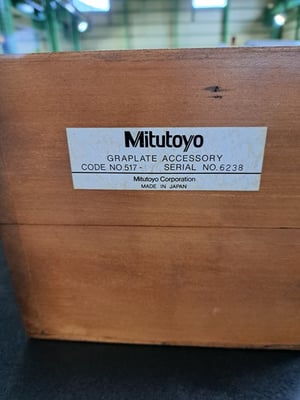 Mitutoyo
GRAPLATE ACCESSORY
CODE NO.517- SERIAL NO.6238
Mitutoyo Corporation
MADE IN JAPAN